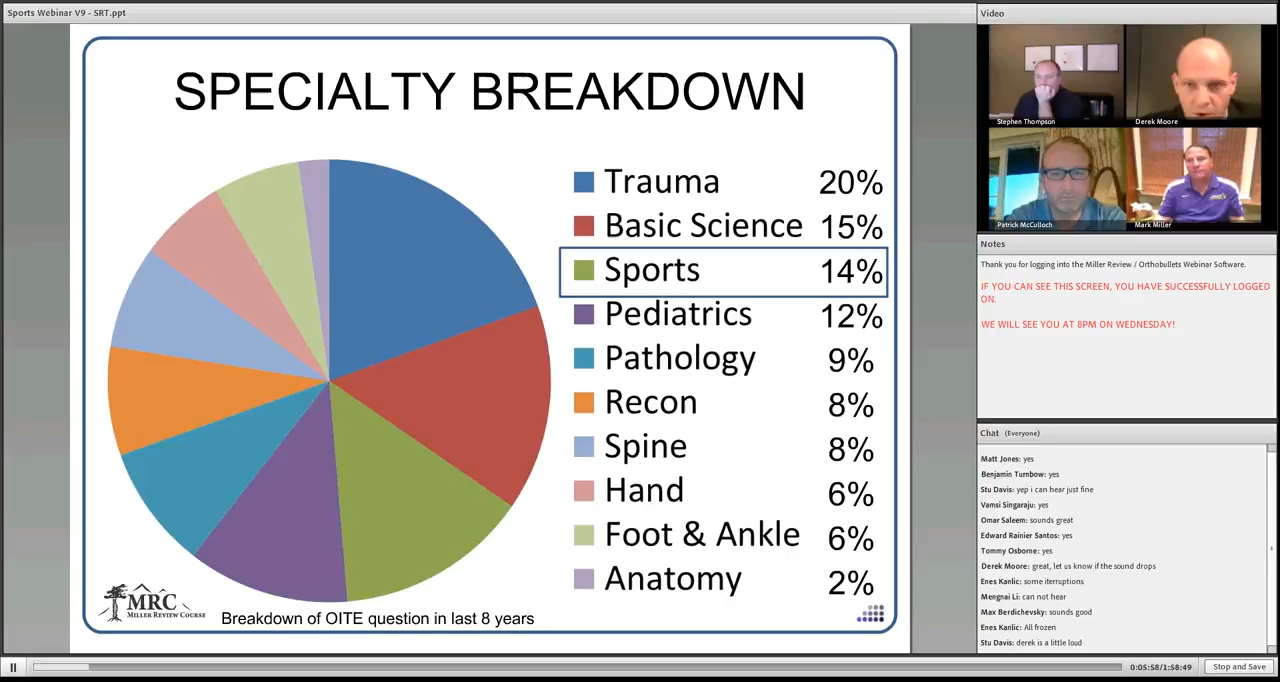 Sports Webinar V9 - SRT.ppt
SPECIALTY BREAKDOWN
Trauma 20%
Basic Science 15%
Sports 14%
Pediatrics 12%
Pathology 9%
Recon 8%
Spine 8%
Hand 6%
Foot & Ankle 6%
Anatomy 2%
MRC
MILLER REVIEW COURSE
Breakdown of OITE question in last 8 years
Video
Stephen Thompson
Derek Moore
Patrick McCulloch
Mark Miller
Notes
Thank you for logging into the Miller Review / Orthobullets Webinar Software.
IF YOU CAN SEE THIS SCREEN, YOU HAVE SUCCESSFULLY LOGGED
ON.
WE WILL SEE YOU AT 8PM ON WEDNESDAY!
Chat (Everyone)
Matt Jones: yes
Benjamin Turnbow: yes
Stu Davis: yep i can hear just fine
Vamsi Singaraju: yes
Omar Saleem: sounds great
Edward Rainier Santos: yes
Tommy Osborne: yes
Derek Moore: great, let us know if the sound drops
Enes Kanlic: some iterruptions
Mengnai Li: can not hear
Max Berdichevsky: sounds good
Enes Kanlic: All frozen
Stu Davis: derek is a little loud
0:05:58/1:58:49
Stop and Save